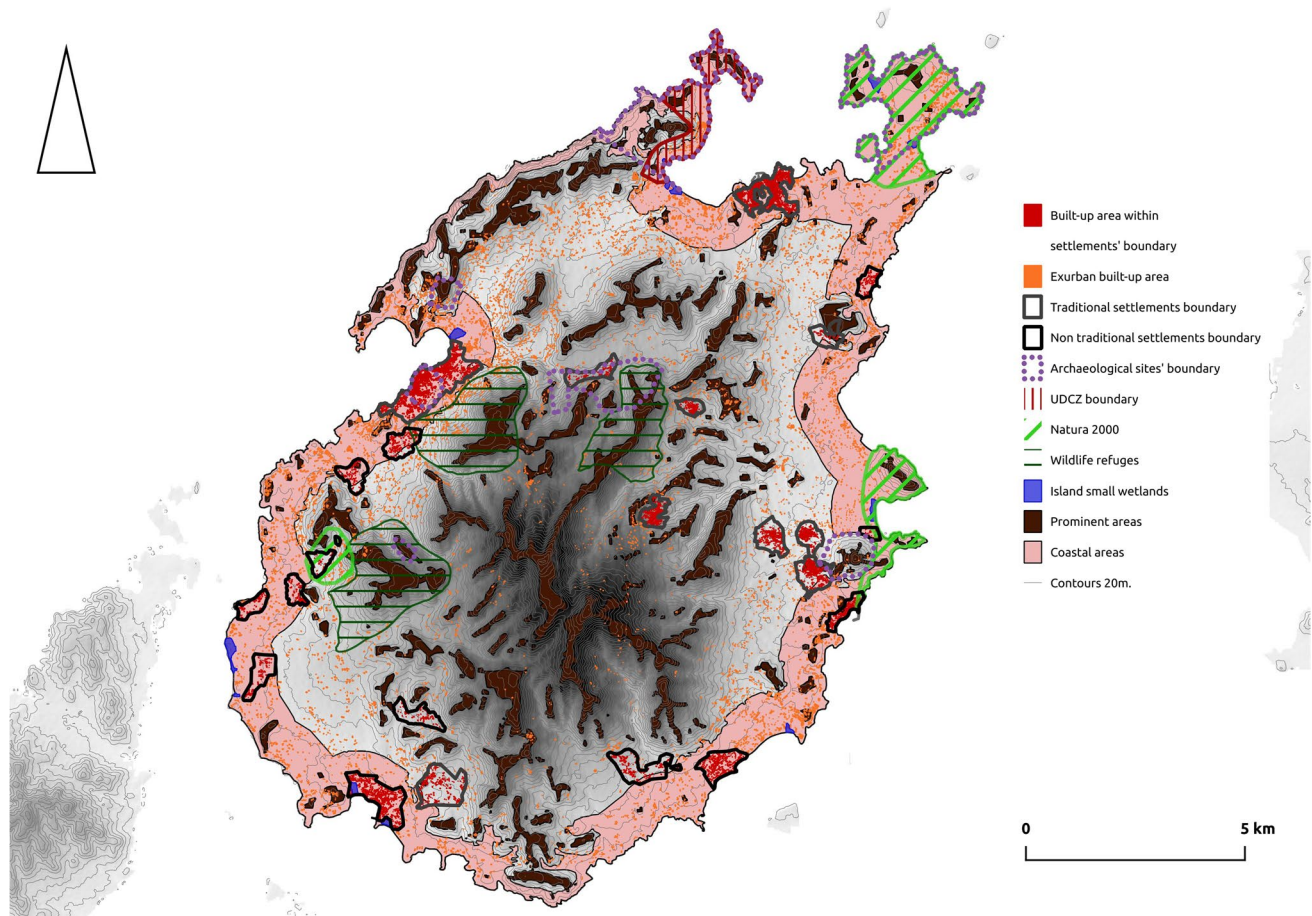 Built-up area within
settlements' boundary
Exurban built-up area
Traditional settlements boundary
Non traditional settlements boundary
Archaeological sites' boundary
UDCZ boundary
Natura 2000
Wildlife refuges
Island small wetlands
Prominent areas
Coastal areas
Contours 20m.
0 5 km